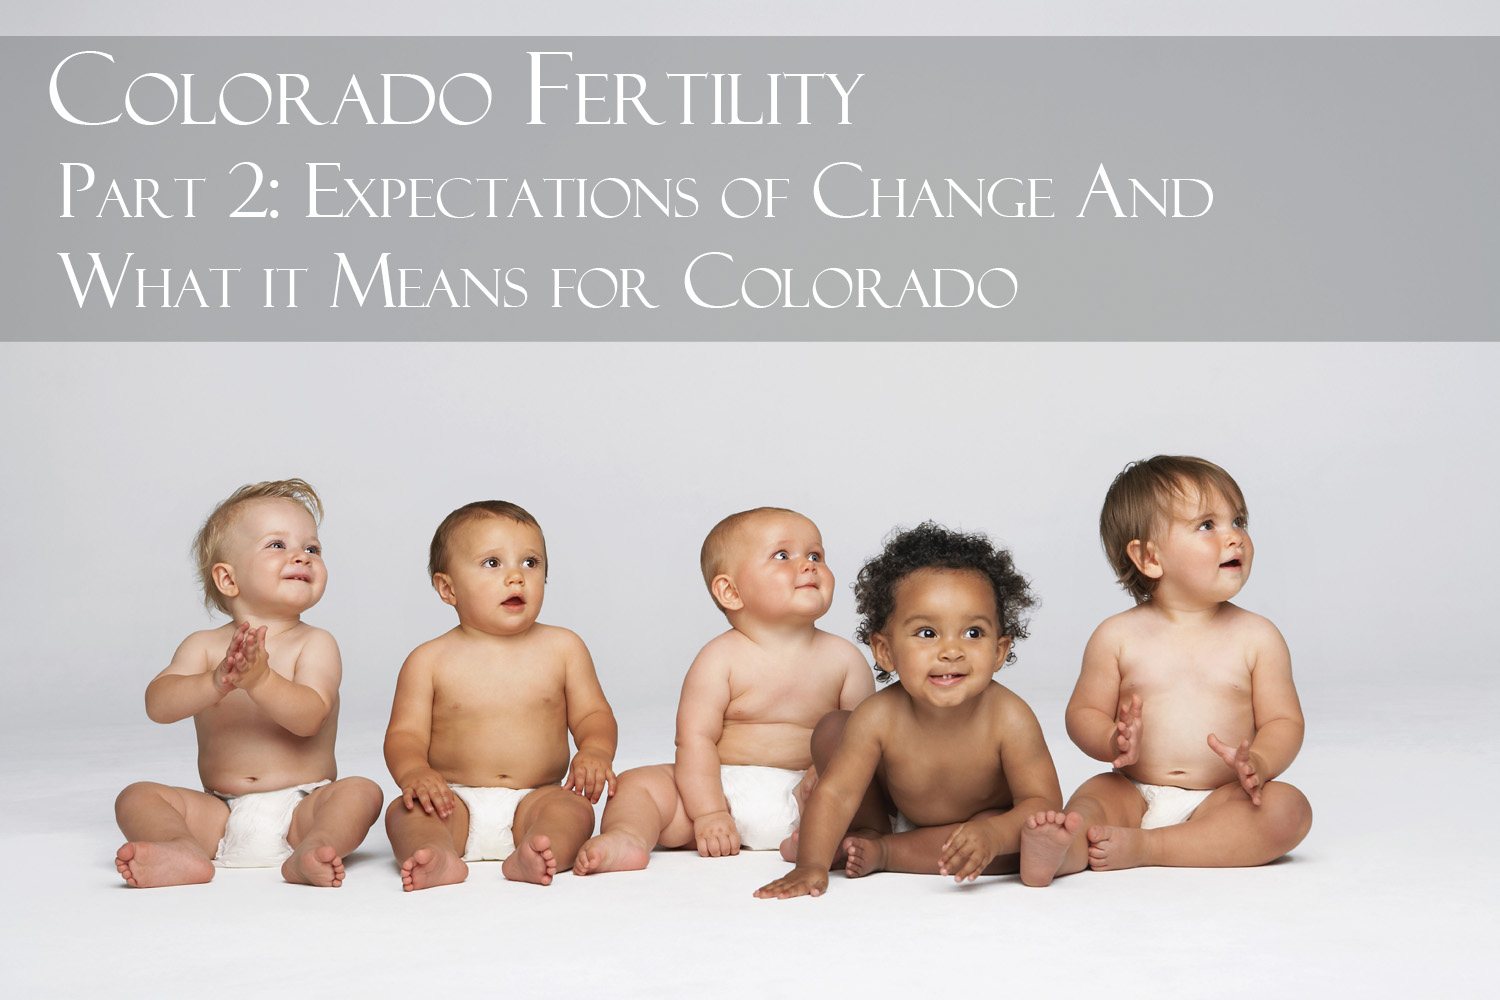 Colorado Fertility
Part 2: Expectations of Change And
What it Means for Colorado